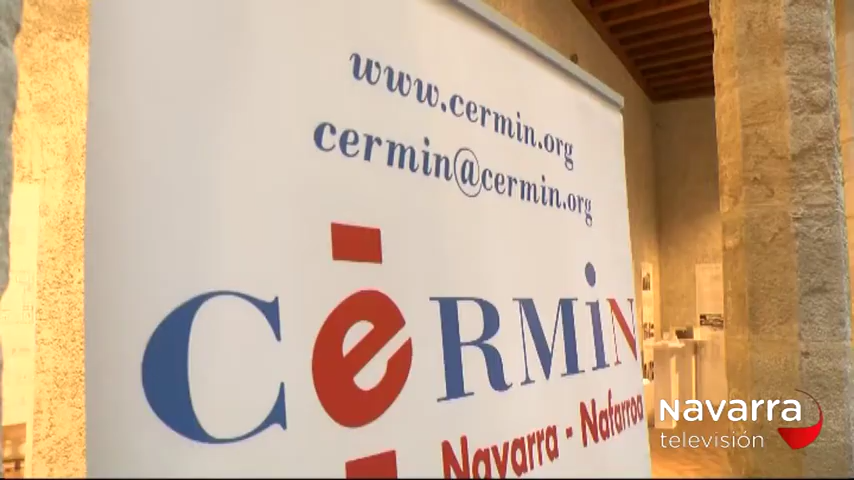 www.cermin.org
cermin@cermin.org
CERMIN
Navarra - Nafarroa
Navarra
televisión